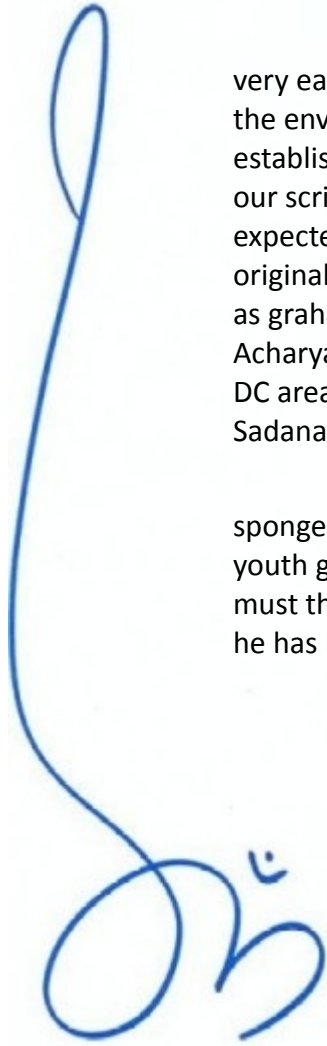 very ea
the env
establis
our scri
expecte
original
as grah
Acharya
DC area
Sadana
sponge
youth g
must th
he has